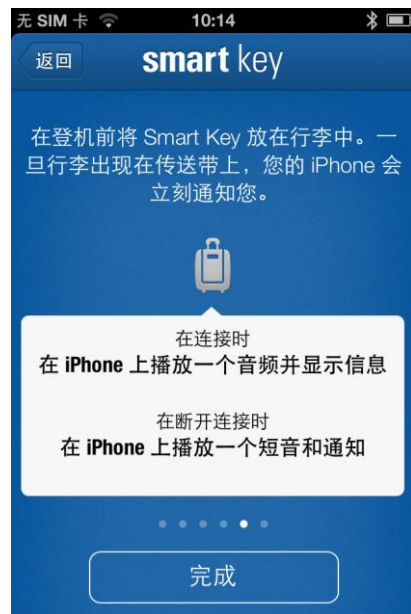 无 SIM 卡 10:14
返回 smart key
在登机前将 Smart Key 放在行李中。一
旦行李出现在传送带上，您的 iPhone 会
立刻通知您。
在连接时
在 iPhone 上播放一个音频并显示信息
在断开连接时
在 iPhone 上播放一个短音和通知
完成